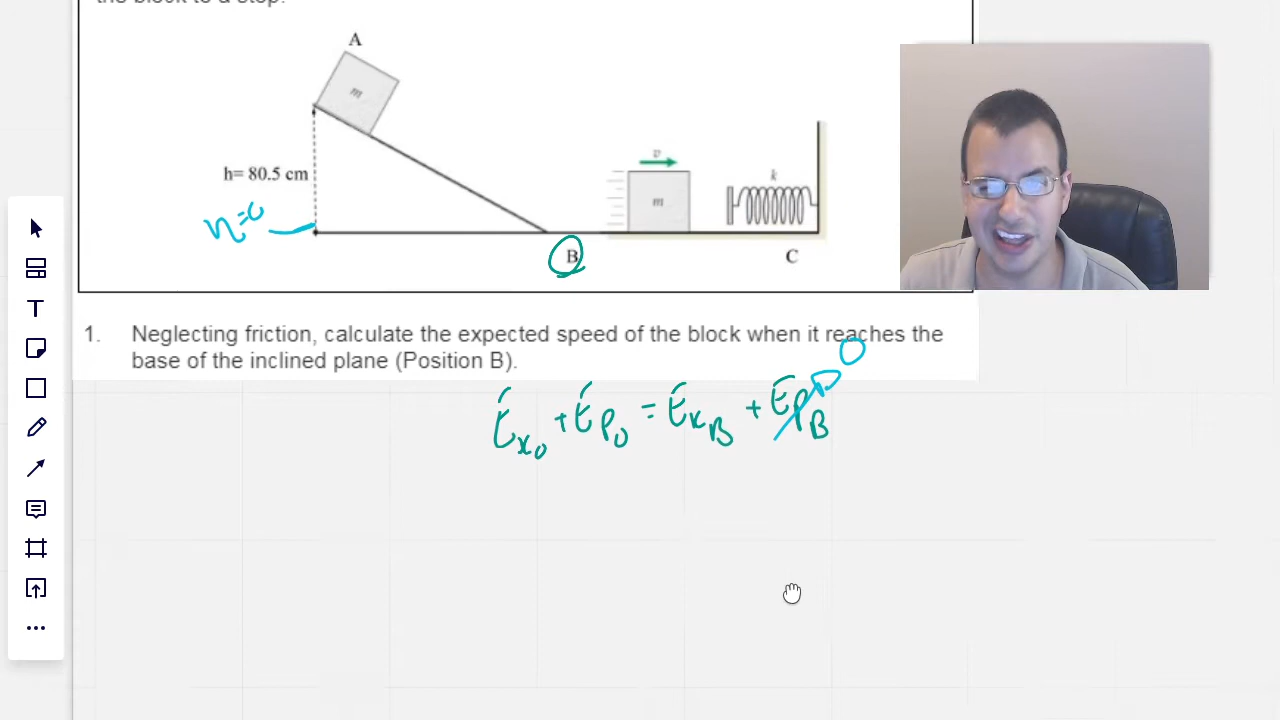 the block to a stop.
A
m
h= 80.5 cm
h=0
v
m
k
B
C
1. Neglecting friction, calculate the expected speed of the block when it reaches the
base of the inclined plane (Position B).
0
Ek0 + EP0 = EkB + EPB
T